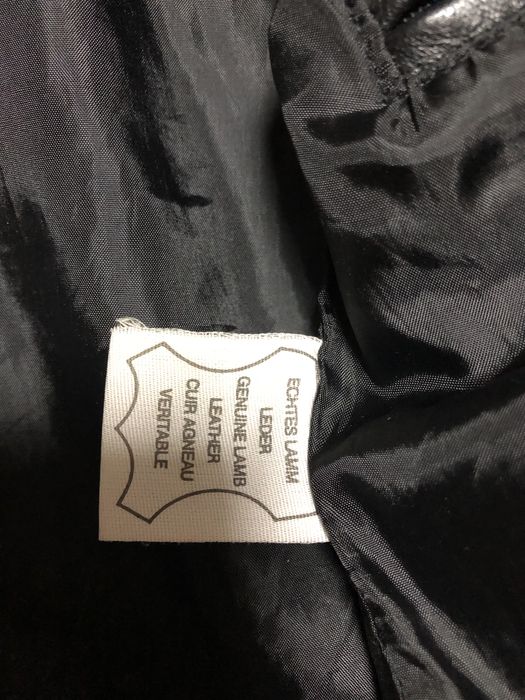 ECHTES LAMM
LEDER
GENUINE LAMB
LEATHER
CUIR AGNEAU
VERITABLE